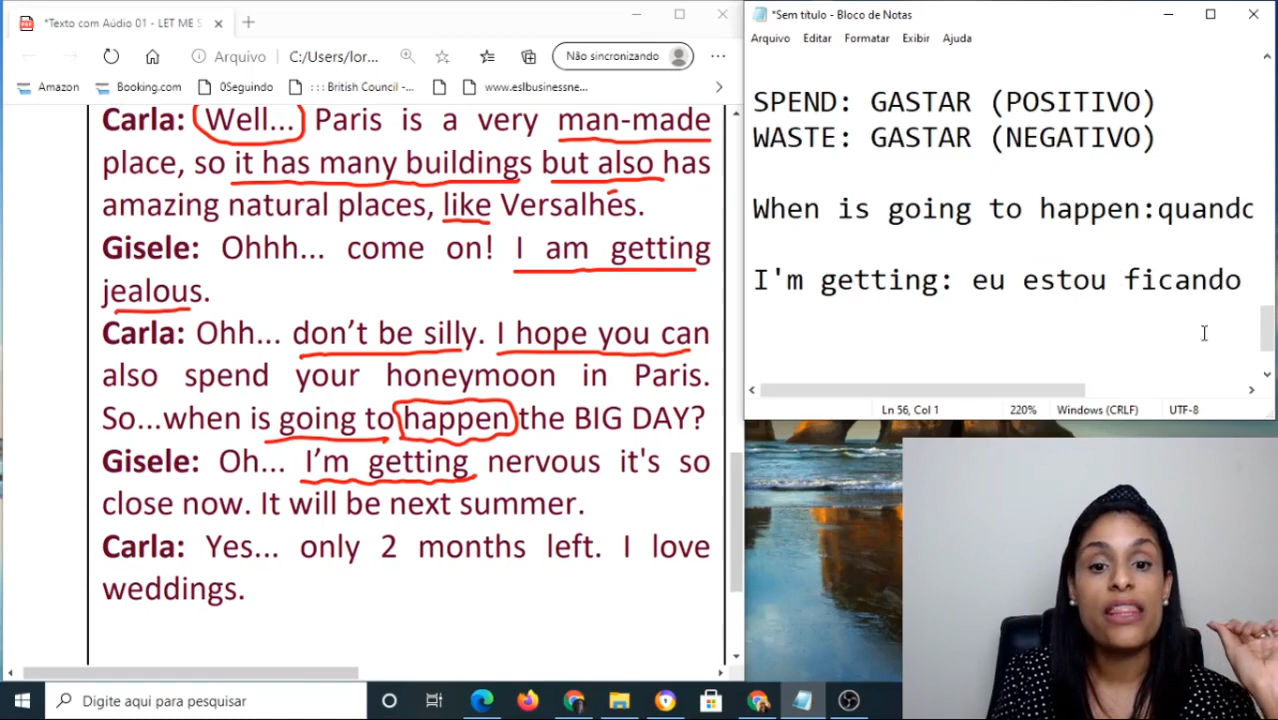 *Texto com Aúdio 01 - LET ME S
Arquivo
C:/Users/lor...
Não sincronizando
Amazon
Booking.com
0Seguindo
::: British Council -...
www.eslbusinessne...
Carla: Well... Paris is a very man-made
place, so it has many buildings but also has
amazing natural places, like Versalhes.
Gisele: Ohhh... come on! I am getting
jealous.
Carla: Ohh... don't be silly. I hope you can
also spend your honeymoon in Paris.
So...when is going to happen the BIG DAY?
Gisele: Oh... I'm getting nervous it's so
close now. It will be next summer.
Carla: Yes... only 2 months left. I love
weddings.
*Sem título - Bloco de Notas
Arquivo Editar Formatar Exibir Ajuda
SPEND: GASTAR (POSITIVO)
WASTE: GASTAR (NEGATIVO)
When is going to happen:quando
I'm getting: eu estou ficando
Ln 56, Col 1
220%
Windows (CRLF)
UTF-8
Digite aqui para pesquisar